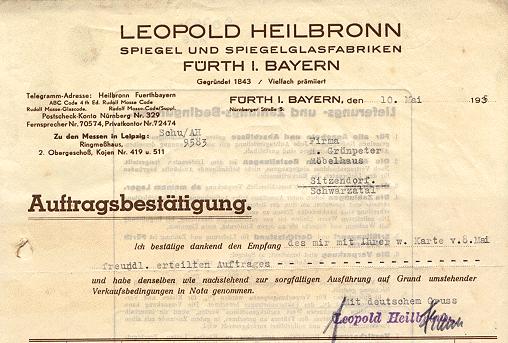 LEOPOLD HEILBRONN
SPIEGEL UND SPIEGELGLASFABRIKEN
FÜRTH I. BAYERN
Gegründet 1843 / Vielfach prämiiert
Telegramm-Adresse: Heilbronn Fuerthbayern
ABC Code 4 th Ed. Rudolf Mosse Code
Rudolf Mosse-Glascode. Rudolf Mosse-Code/Suppl.
Postscheck-Konto Nürnberg Nr. 329
Fernsprecher Nr. 70574, Privatkontor Nr. 72474
Zu den Messen in Leipzig:
Ringmeßhaus,
2. Obergeschoß, Kojen Nr. 419 u. 511
FÜRTH I. BAYERN, den 10. Mai 193
Nürnberger Straße
Schu/AH
9583
Firma
M. Grünpeter
Möbelhaus
Sitzendorf.
Schwarzatal
Auftragsbestätigung.
Ich bestätige dankend den Empfang des mir mit Ihrer w. Karte v.8.Mai
freundl. erteilten Auftrages - - - - - - - - - - - - - - - - - -
und habe denselben wie nachstehend zur sorgfältigen Ausführung auf Grund umstehender
Verkaufsbedingungen in Nota genommen.
Mit deutschem Gruss
Leopold Heilbronn